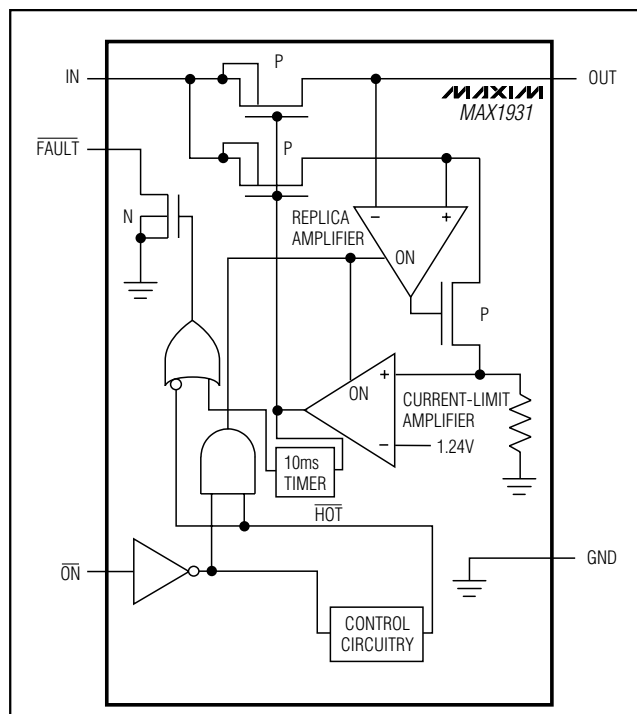 IN
P
OUT
MAXIM
MAX1931
FAULT
P
N
REPLICA
AMPLIFIER
−
+
ON
P
ON
+
CURRENT-LIMIT
AMPLIFIER
−
1.24V
10ms
TIMER
HOT
ON
GND
CONTROL
CIRCUITRY